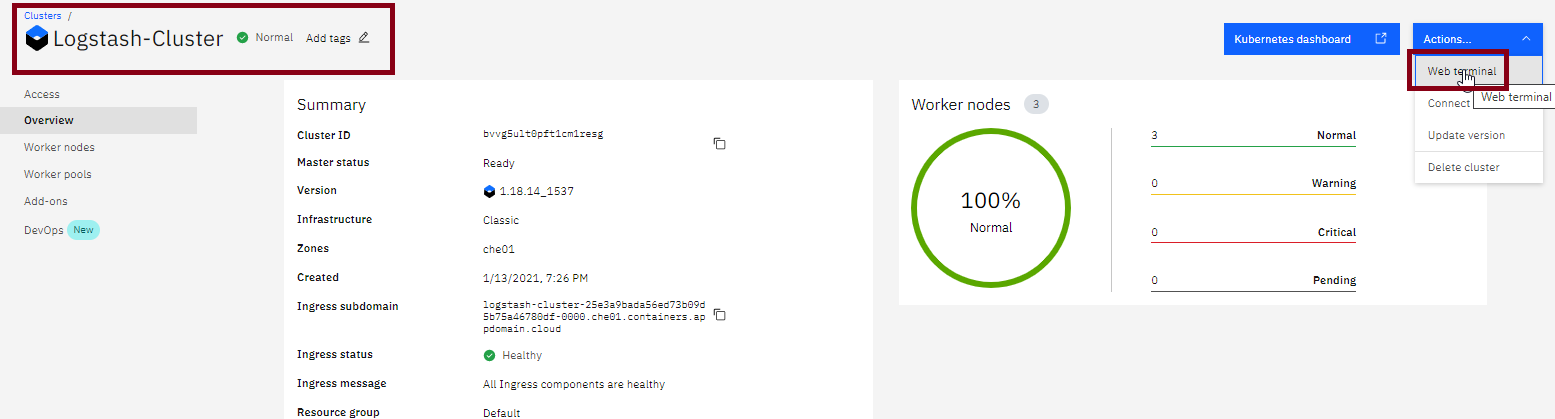 Clusters /
Logstash-Cluster Normal Add tags
Kubernetes dashboard
Actions...
Web terminal
Web terminal
Connect
Update version
Delete cluster
Access
Overview
Worker nodes
Worker pools
Add-ons
DevOps New
Summary
Cluster ID bvvg5ult0pft1cm1resg
Master status Ready
Version 1.18.14_1537
Infrastructure Classic
Zones che01
Created 1/13/2021, 7:26 PM
Ingress subdomain logstash-cluster-25e3a9bada56ed73b09d
5b75a46780df-0000.che01.containers.ap
pdomain.cloud
Ingress status Healthy
Ingress message All Ingress components are healthy
Resource group Default
Worker nodes 3
100%
Normal
3 Normal
0 Warning
0 Critical
0 Pending